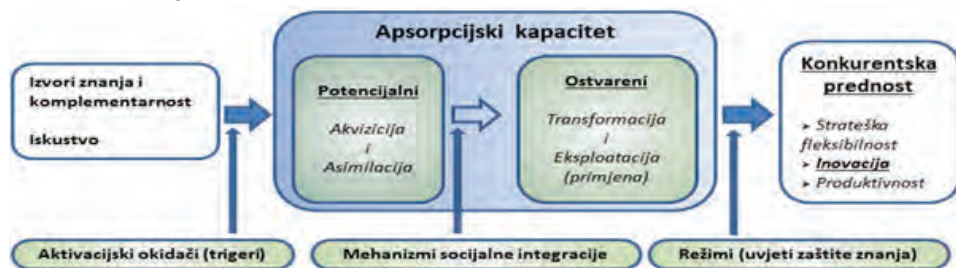 Apsorpcijski kapacitet
Izvori znanja i
komplementarnost
Iskustvo
Potencijalni
Akvizicija
i
Asimilacija
Ostvareni
Transformacija
i
Eksploatacija
(primjena)
Konkurentska
prednost
➤ Strateška
fleksibilnost
➤ Inovacija
➤ Produktivnost
Aktivacijski okidači (trigeri)
Mehanizmi socijalne integracije
Režimi (uvjeti zaštite znanja)